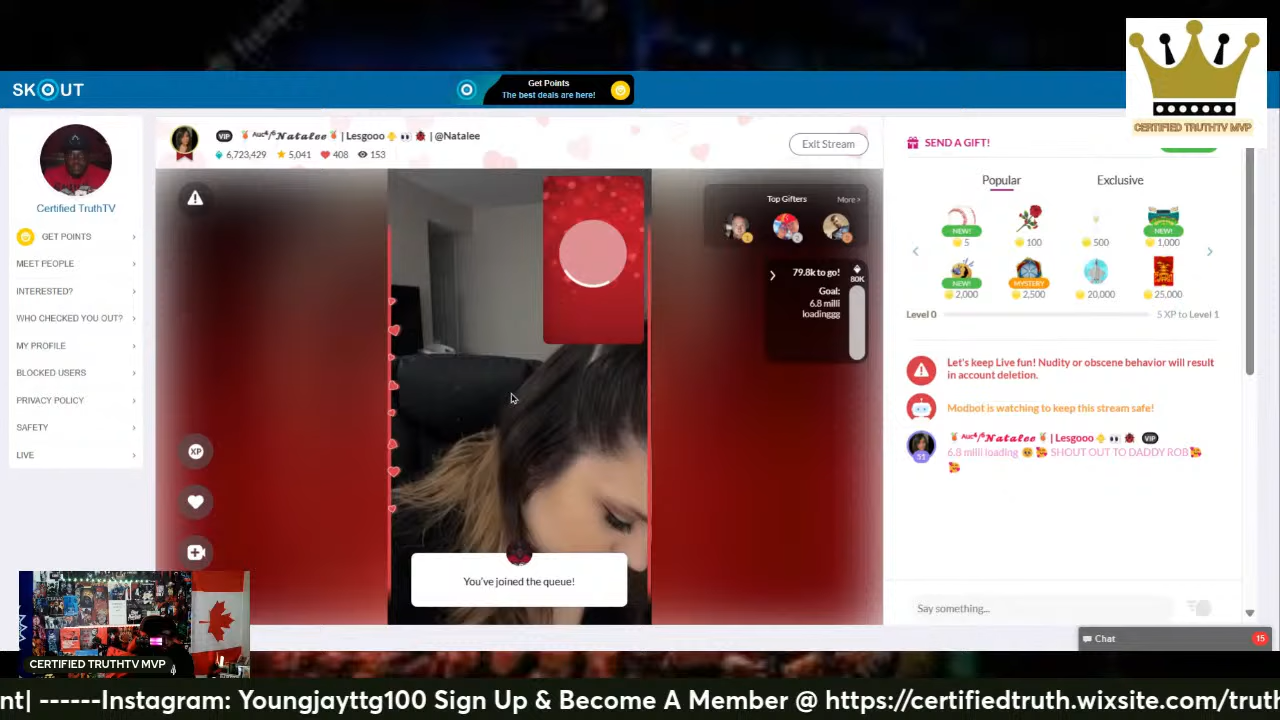 SKOUT
Get Points
The best deals are here!
CERTIFIED TRUTHTV MVP
Certified TruthTV
GET POINTS
MEET PEOPLE
INTERESTED?
WHO CHECKED YOU OUT?
MY PROFILE
BLOCKED USERS
PRIVACY POLICY
SAFETY
LIVE
VIP Natalee | Lesgooo | @Natalee
6,723,429 5,041 408 153
Exit Stream
Top Gifters More >
79.8k to go!
80K
Goal:
6.8 milli
loadinggg
XP
You've joined the queue!
SEND A GIFT!
Popular Exclusive
NEW! NEW!
5 100 500 1,000
NEW! MYSTERY
2,000 2,500 20,000 25,000
Level 0 5 XP to Level 1
Let's keep Live fun! Nudity or obscene behavior will result
in account deletion.
Modbot is watching to keep this stream safe!
Natalee | Lesgooo VIP
6.8 milli loading SHOUT OUT TO DADDY ROB
51
Say something...
Chat 15
CERTIFIED TRUTHTV MVP
nt| ------Instagram: Youngjayttg100 Sign Up & Become A Member @ https://certifiedtruth.wixsite.com/truth